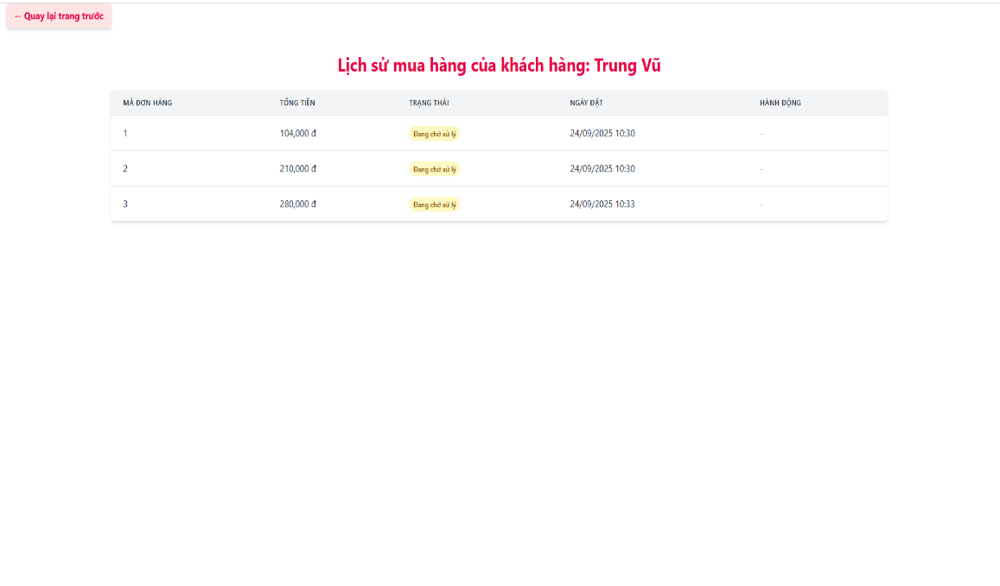 ← Quay lại trang trước
Lịch sử mua hàng của khách hàng: Trung Vũ
MÃ ĐƠN HÀNG TỔNG TIỀN TRẠNG THÁI NGÀY ĐẶT HÀNH ĐỘNG
1 104,000 đ Đang chờ xử lý 24/09/2025 10:30 -
2 210,000 đ Đang chờ xử lý 24/09/2025 10:30 -
3 280,000 đ Đang chờ xử lý 24/09/2025 10:33 -